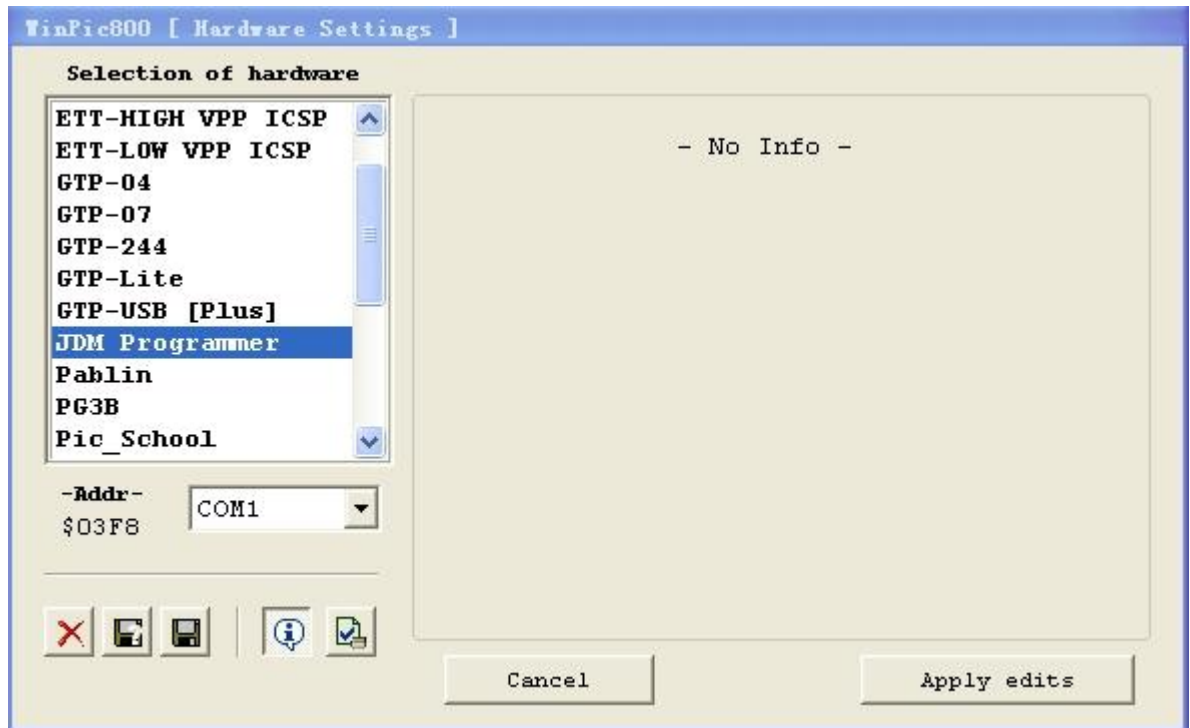 WinPic800 [ Hardware Settings ]
Selection of hardware
ETT-HIGH VPP ICSP
ETT-LOW VPP ICSP
GTP-04
GTP-07
GTP-244
GTP-Lite
GTP-USB [Plus]
JDM Programmer
Pablin
PG3B
Pic_School
-Addr-
$03F8
COM1
- No Info -
Cancel
Apply edits